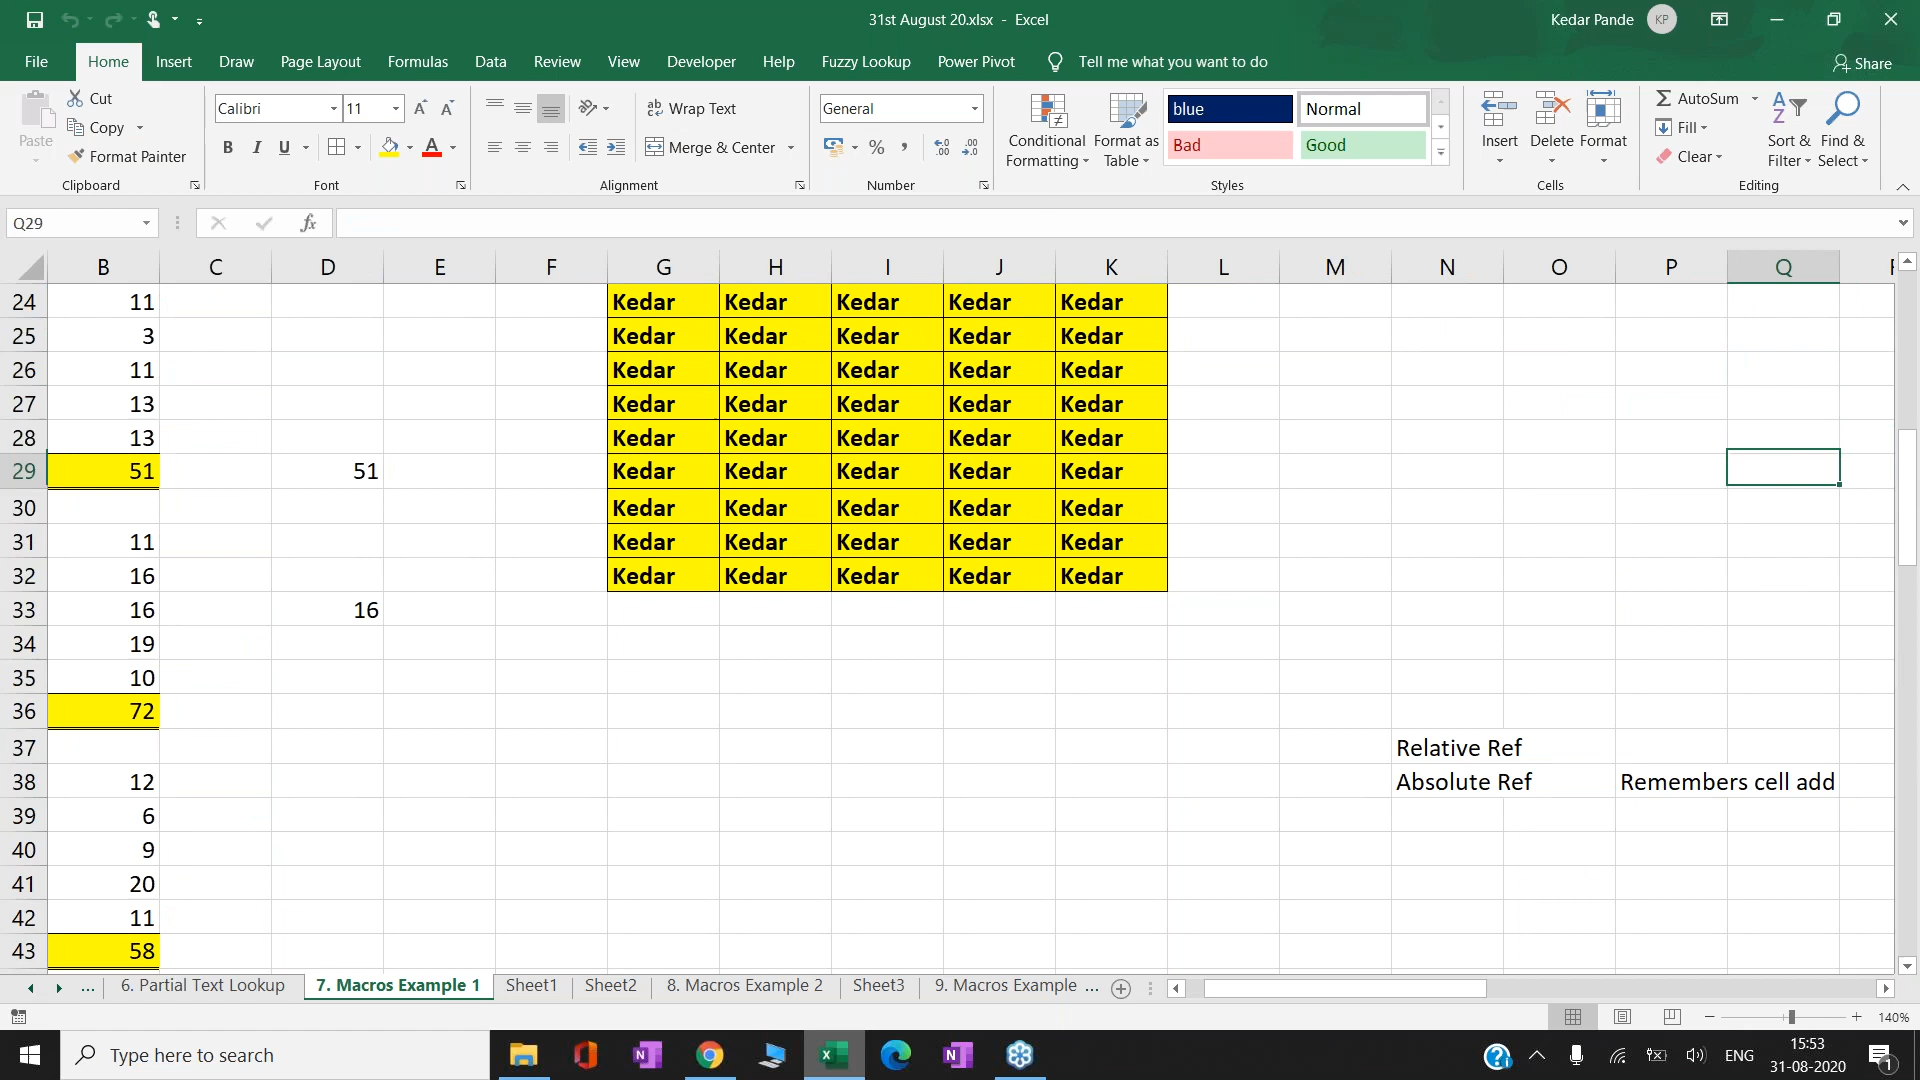 31st August 20.xlsx - Excel
Kedar Pande KP
File Home Insert Draw Page Layout Formulas Data Review View Developer Help Fuzzy Lookup Power Pivot Tell me what you want to do Share
Paste Cut Copy Format Painter
Clipboard
Calibri 11
B I U
Font
Wrap Text
Merge & Center
Alignment
General
Number
Conditional Formatting
Format as Table
blue Normal
Bad Good
Styles
Insert Delete Format
Cells
AutoSum
Fill
Clear
Sort & Filter
Find & Select
Editing
Q29 fx
B C D E F G H I J K L M N O P Q
24 11 Kedar Kedar Kedar Kedar Kedar
25 3 Kedar Kedar Kedar Kedar Kedar
26 11 Kedar Kedar Kedar Kedar Kedar
27 13 Kedar Kedar Kedar Kedar Kedar
28 13 Kedar Kedar Kedar Kedar Kedar
29 51 51 Kedar Kedar Kedar Kedar Kedar
30 Kedar Kedar Kedar Kedar Kedar
31 11 Kedar Kedar Kedar Kedar Kedar
32 16 Kedar Kedar Kedar Kedar Kedar
33 16 16
34 19
35 10
36 72
37 Relative Ref
38 12 Absolute Ref Remembers cell add
39 6
40 9
41 20
42 11
43 58
... 6. Partial Text Lookup 7. Macros Example 1 Sheet1 Sheet2 8. Macros Example 2 Sheet3 9. Macros Example ...
140%
Type here to search
ENG
15:53
31-08-2020
1